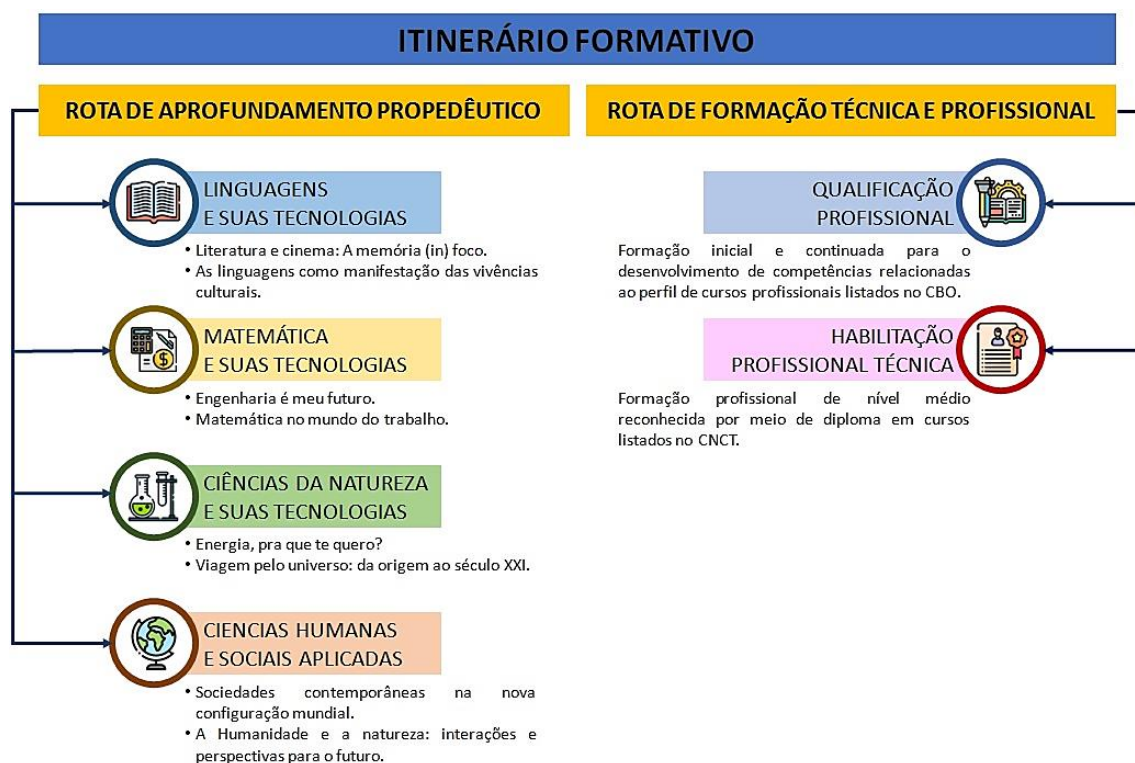 ITINERÁRIO FORMATIVO
ROTA DE APROFUNDAMENTO PROPEDÊUTICO
LINGUAGENS
E SUAS TECNOLOGIAS
• Literatura e cinema: A memória (in) foco.
• As linguagens como manifestação das vivências
culturais.
MATEMÁTICA
E SUAS TECNOLOGIAS
• Engenharia é meu futuro.
• Matemática no mundo do trabalho.
CIÊNCIAS DA NATUREZA
E SUAS TECNOLOGIAS
• Energia, pra que te quero?
• Viagem pelo universo: da origem ao século XXI.
CIENCIAS HUMANAS
E SOCIAIS APLICADAS
• Sociedades contemporâneas na nova
configuração mundial.
• A Humanidade e a natureza: interações e
perspectivas para o futuro.
ROTA DE FORMAÇÃO TÉCNICA E PROFISSIONAL
QUALIFICAÇÃO
PROFISSIONAL
Formação inicial e continuada para o
desenvolvimento de competências relacionadas
ao perfil de cursos profissionais listados no CBO.
HABILITAÇÃO
PROFISSIONAL TÉCNICA
Formação profissional de nível médio
reconhecida por meio de diploma em cursos
listados no CNCT.